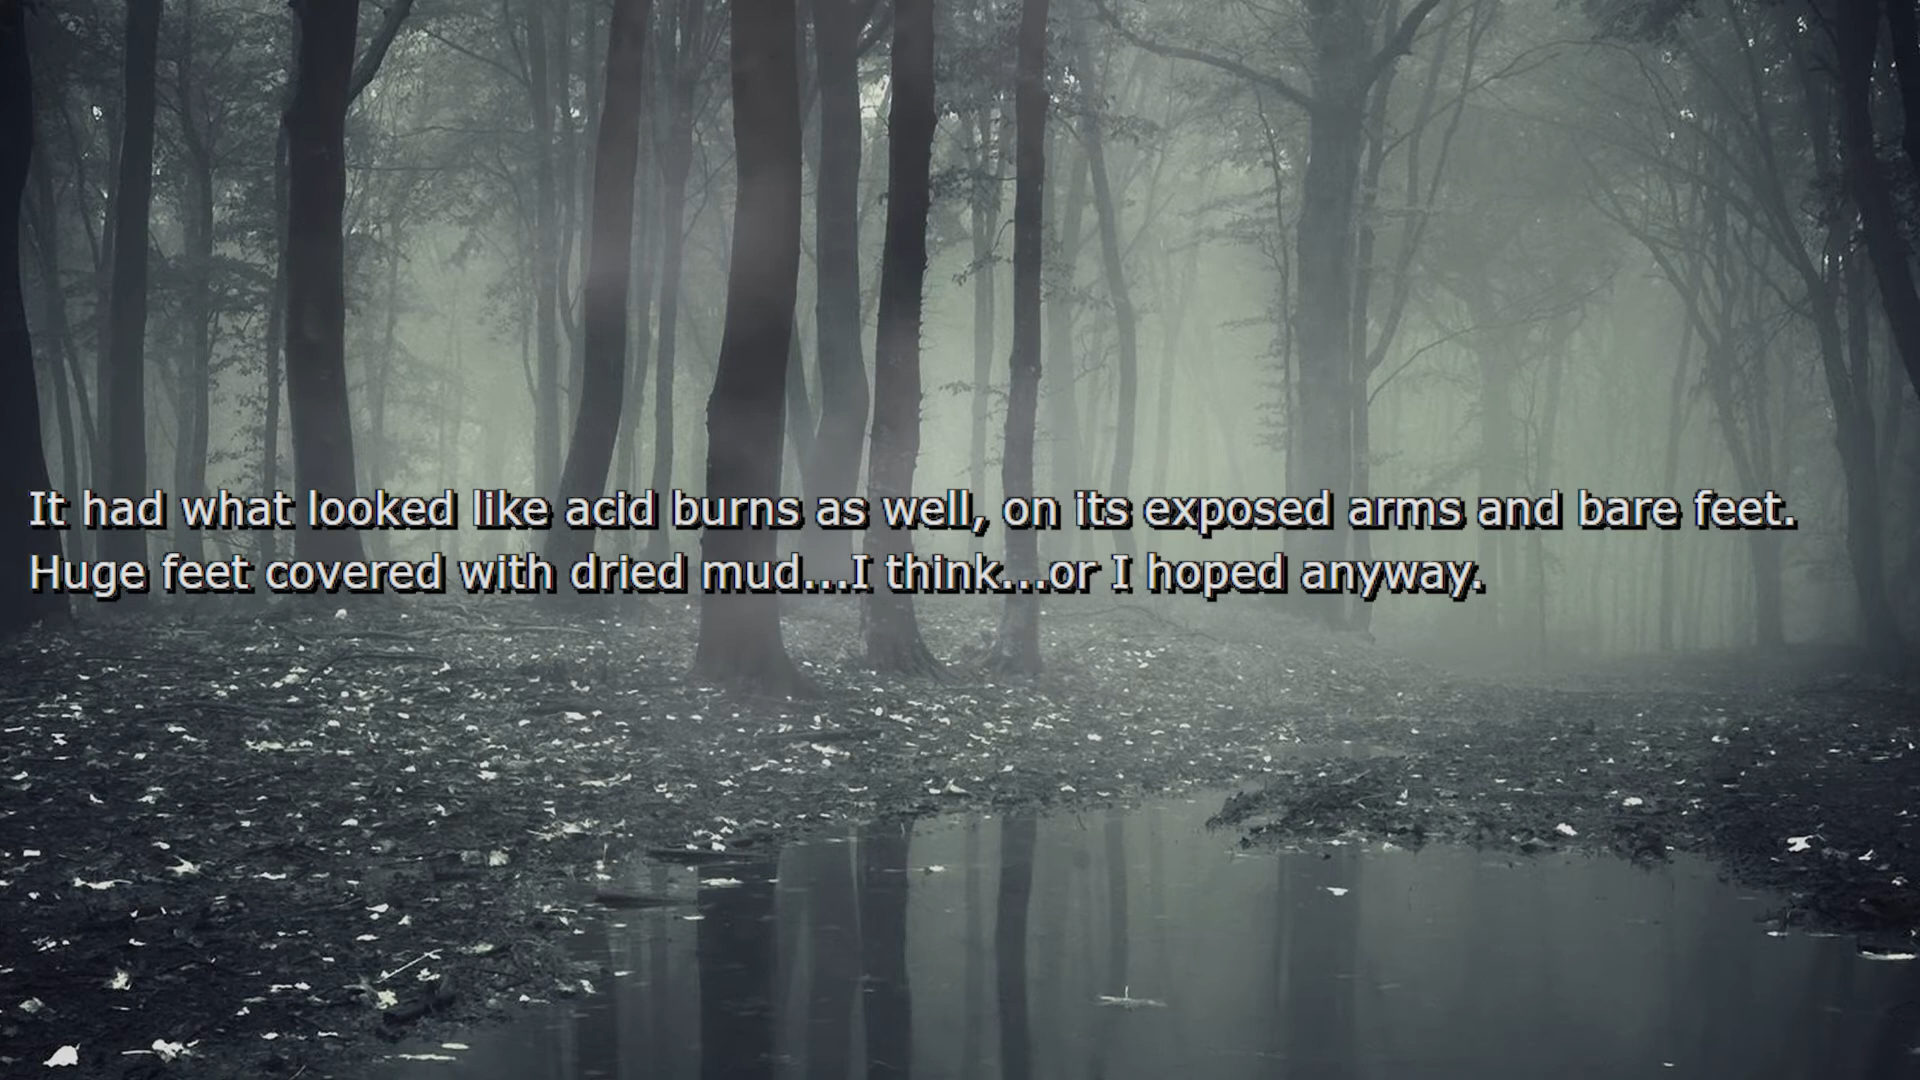 It had what looked like acid burns as well, on its exposed arms and bare feet.
Huge feet covered with dried mud...I think...or I hoped anyway.